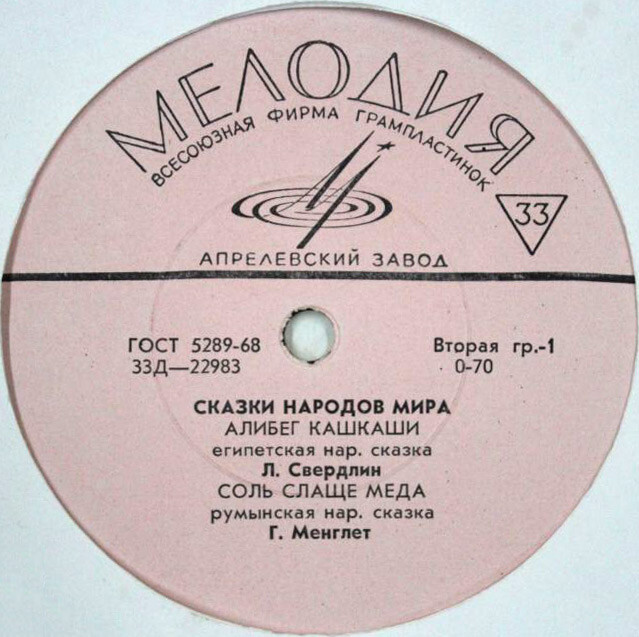 МЕЛОДИЯ
ВСЕСОЮЗНАЯ ФИРМА ГРАМПЛАСТИНОК
33
АПРЕЛЕВСКИЙ ЗАВОД
ГОСТ 5289-68 Вторая гр.-1
33Д—22983 0-70
СКАЗКИ НАРОДОВ МИРА
АЛИБЕГ КАШКАШИ
египетская нар. сказка
Л. Свердлин
СОЛЬ СЛАЩЕ МЕДА
румынская нар. сказка
Г. Менглет